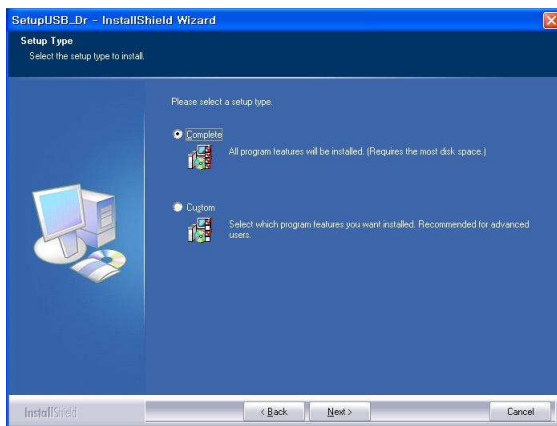 SetupUSB_Dr - InstallShield Wizard
Setup Type
Select the setup type to install.
Please select a setup type.
Complete
All program features will be installed. (Requires the most disk space.)
Custom
Select which program features you want installed. Recommended for advanced
users.
InstallShield
< Back
Next >
Cancel